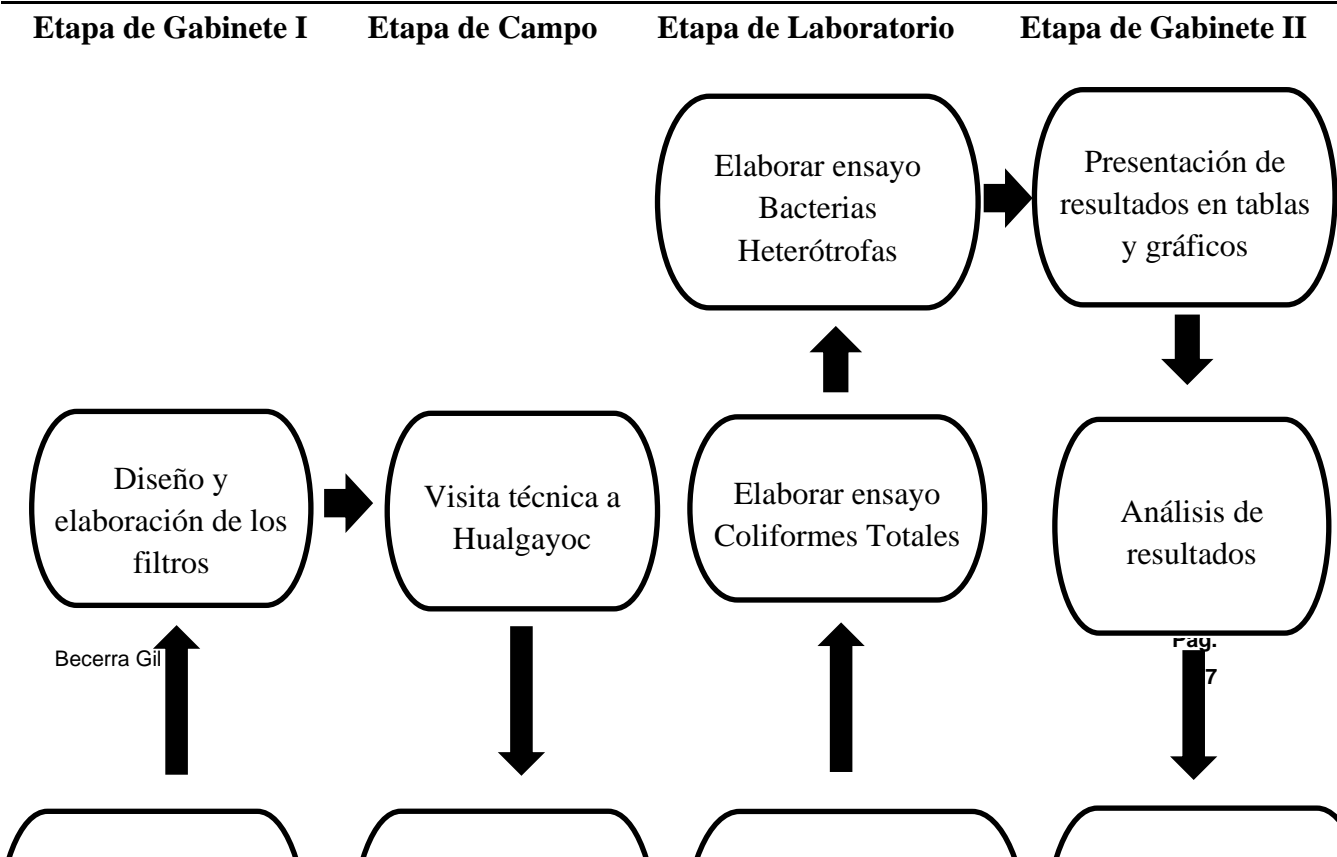 Etapa de Gabinete I
Etapa de Campo
Etapa de Laboratorio
Etapa de Gabinete II
Elaborar ensayo
Bacterias
Heterótrofas
Presentación de
resultados en tablas
y gráficos
Diseño y
elaboración de los
filtros
Visita técnica a
Hualgayoc
Elaborar ensayo
Coliformes Totales
Análisis de
resultados
Becerra Gil
Pág.
7